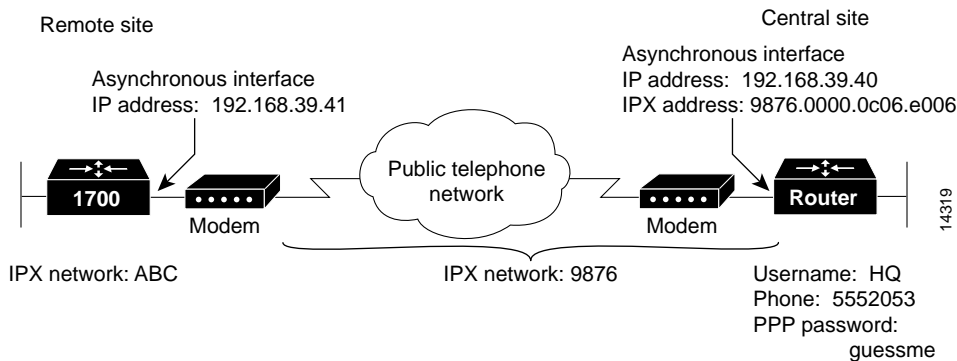 Remote site
Central site
Asynchronous interface
IP address: 192.168.39.41
Asynchronous interface
IP address: 192.168.39.40
IPX address: 9876.0000.0c06.e006
1700
Modem
Public telephone
network
Modem
Router
14319
IPX network: ABC
IPX network: 9876
Username: HQ
Phone: 5552053
PPP password:
guessme